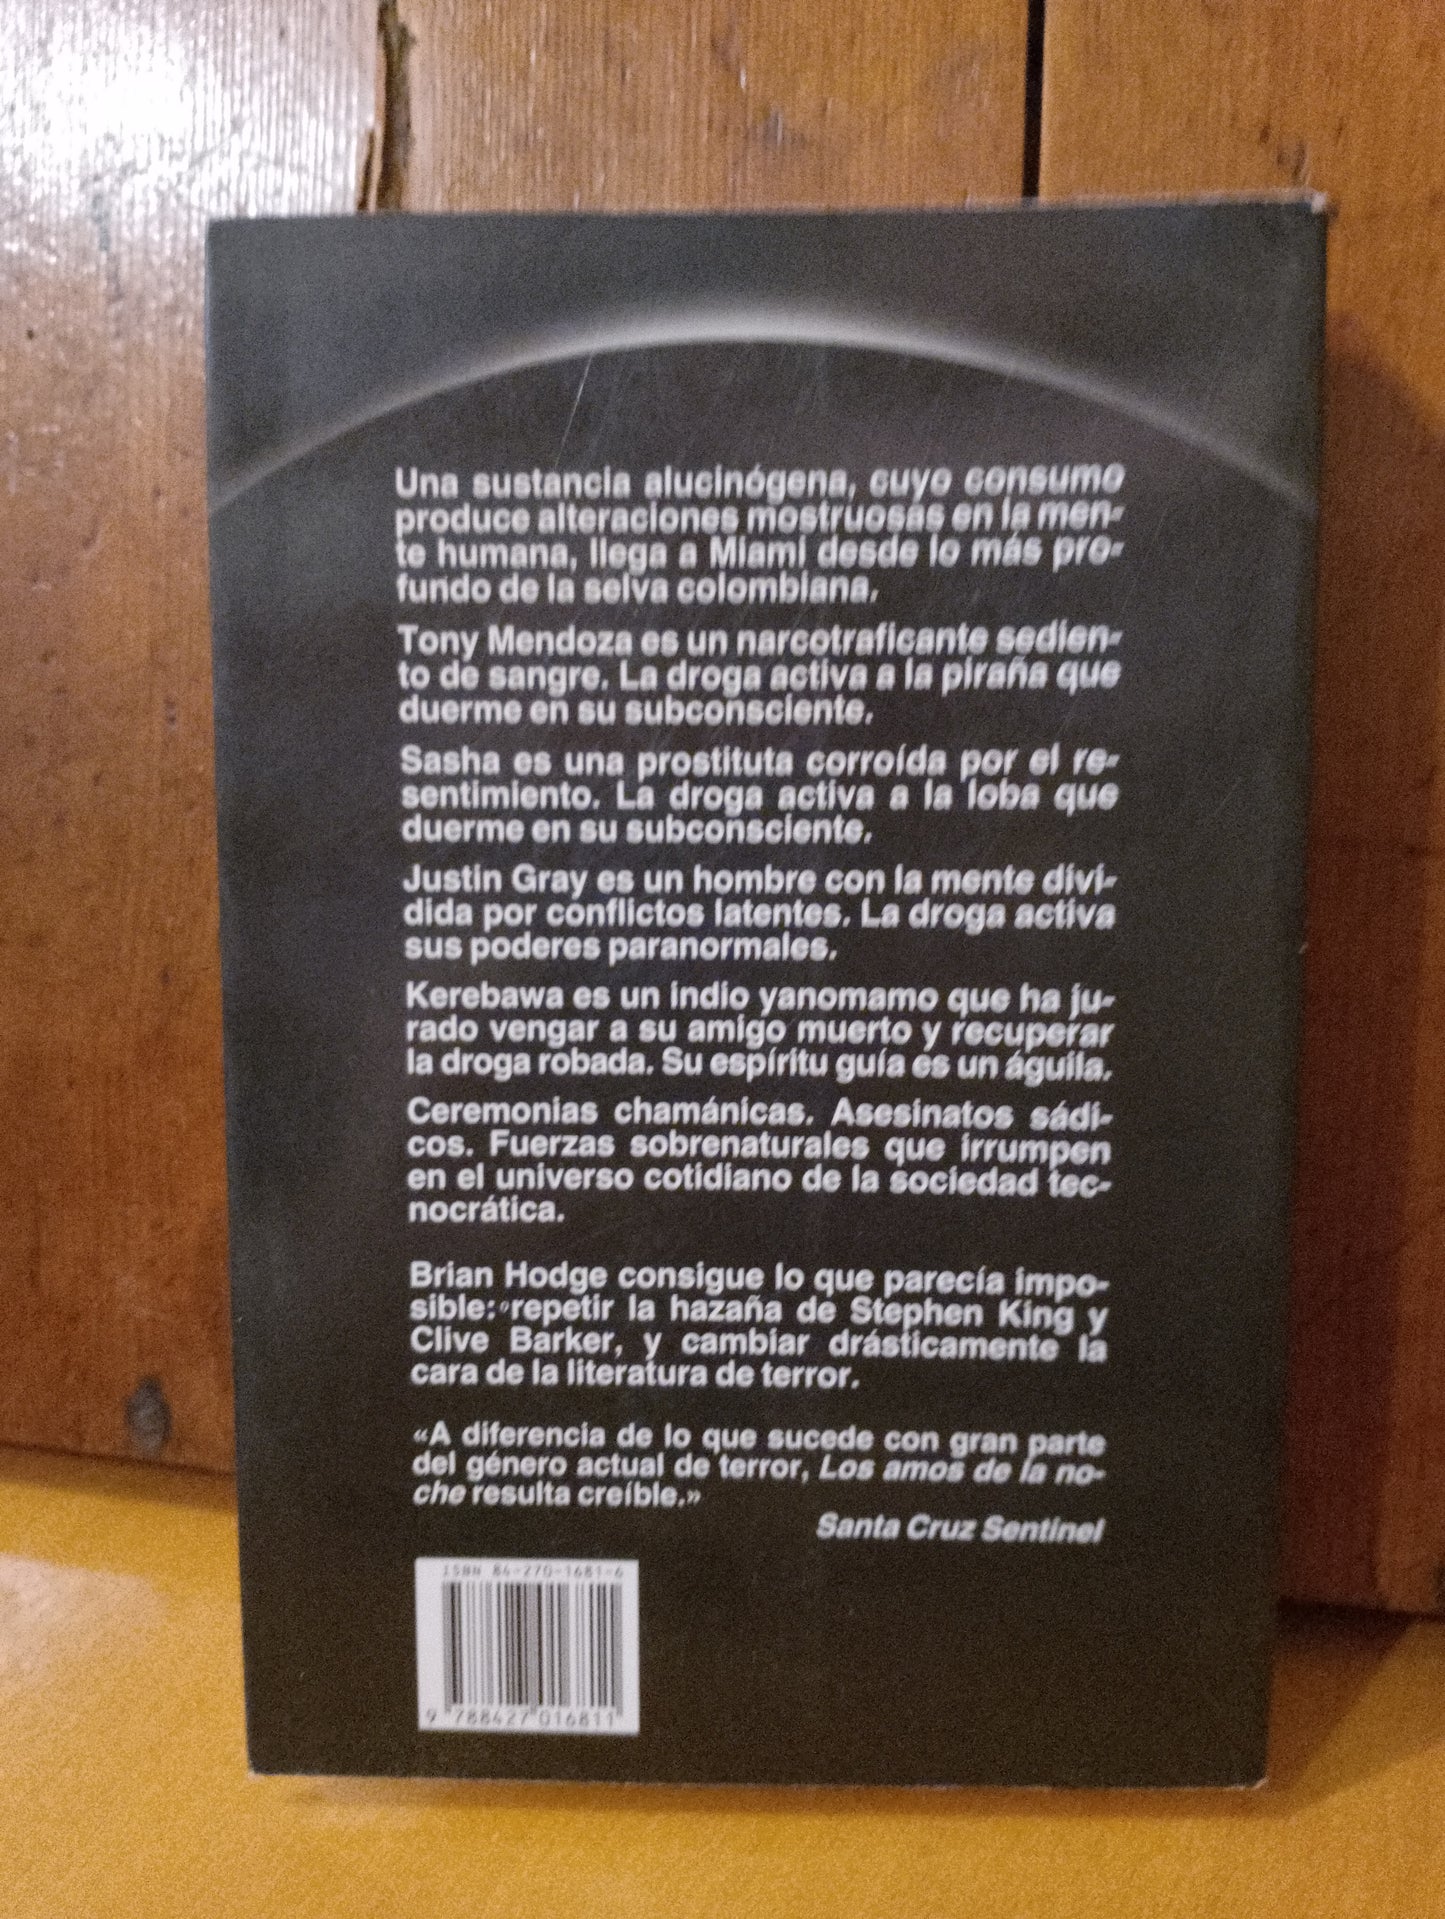 Una sustancia alucinógena, cuyo consumo
produce alteraciones mostruosas en la men-
te humana, llega a Miami desde lo más pro-
fundo de la selva colombiana.
Tony Mendoza es un narcotraficante sedien-
to de sangre. La droga activa a la piraña que
duerme en su subconsciente.
Sasha es una prostituta corroída por el re-
sentimiento. La droga activa a la loba que
duerme en su subconsciente.
Justin Gray es un hombre con la mente divi-
dida por conflictos latentes. La droga activa
sus poderes paranormales.
Kerebawa es un indio yanomamo que ha ju-
rado vengar a su amigo muerto y recuperar
la droga robada. Su espíritu guía es un águila.
Ceremonias chamánicas. Asesinatos sádi-
cos. Fuerzas sobrenaturales que irrumpen
en el universo cotidiano de la sociedad tec-
nocrática.
Brian Hodge consigue lo que parecía impo-
sible: repetir la hazaña de Stephen King y
Clive Barker, y cambiar drásticamente la
cara de la literatura de terror.
«A diferencia de lo que sucede con gran parte
del género actual de terror, Los amos de la no-
che resulta creíble.»
Santa Cruz Sentinel
ISBN 84-270-1681-6
9 788427 016811